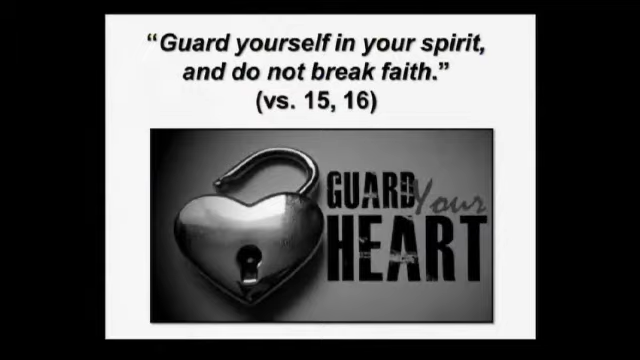 “Guard yourself in your spirit,
and do not break faith.”
(vs. 15, 16)
GUARD Your
HEART